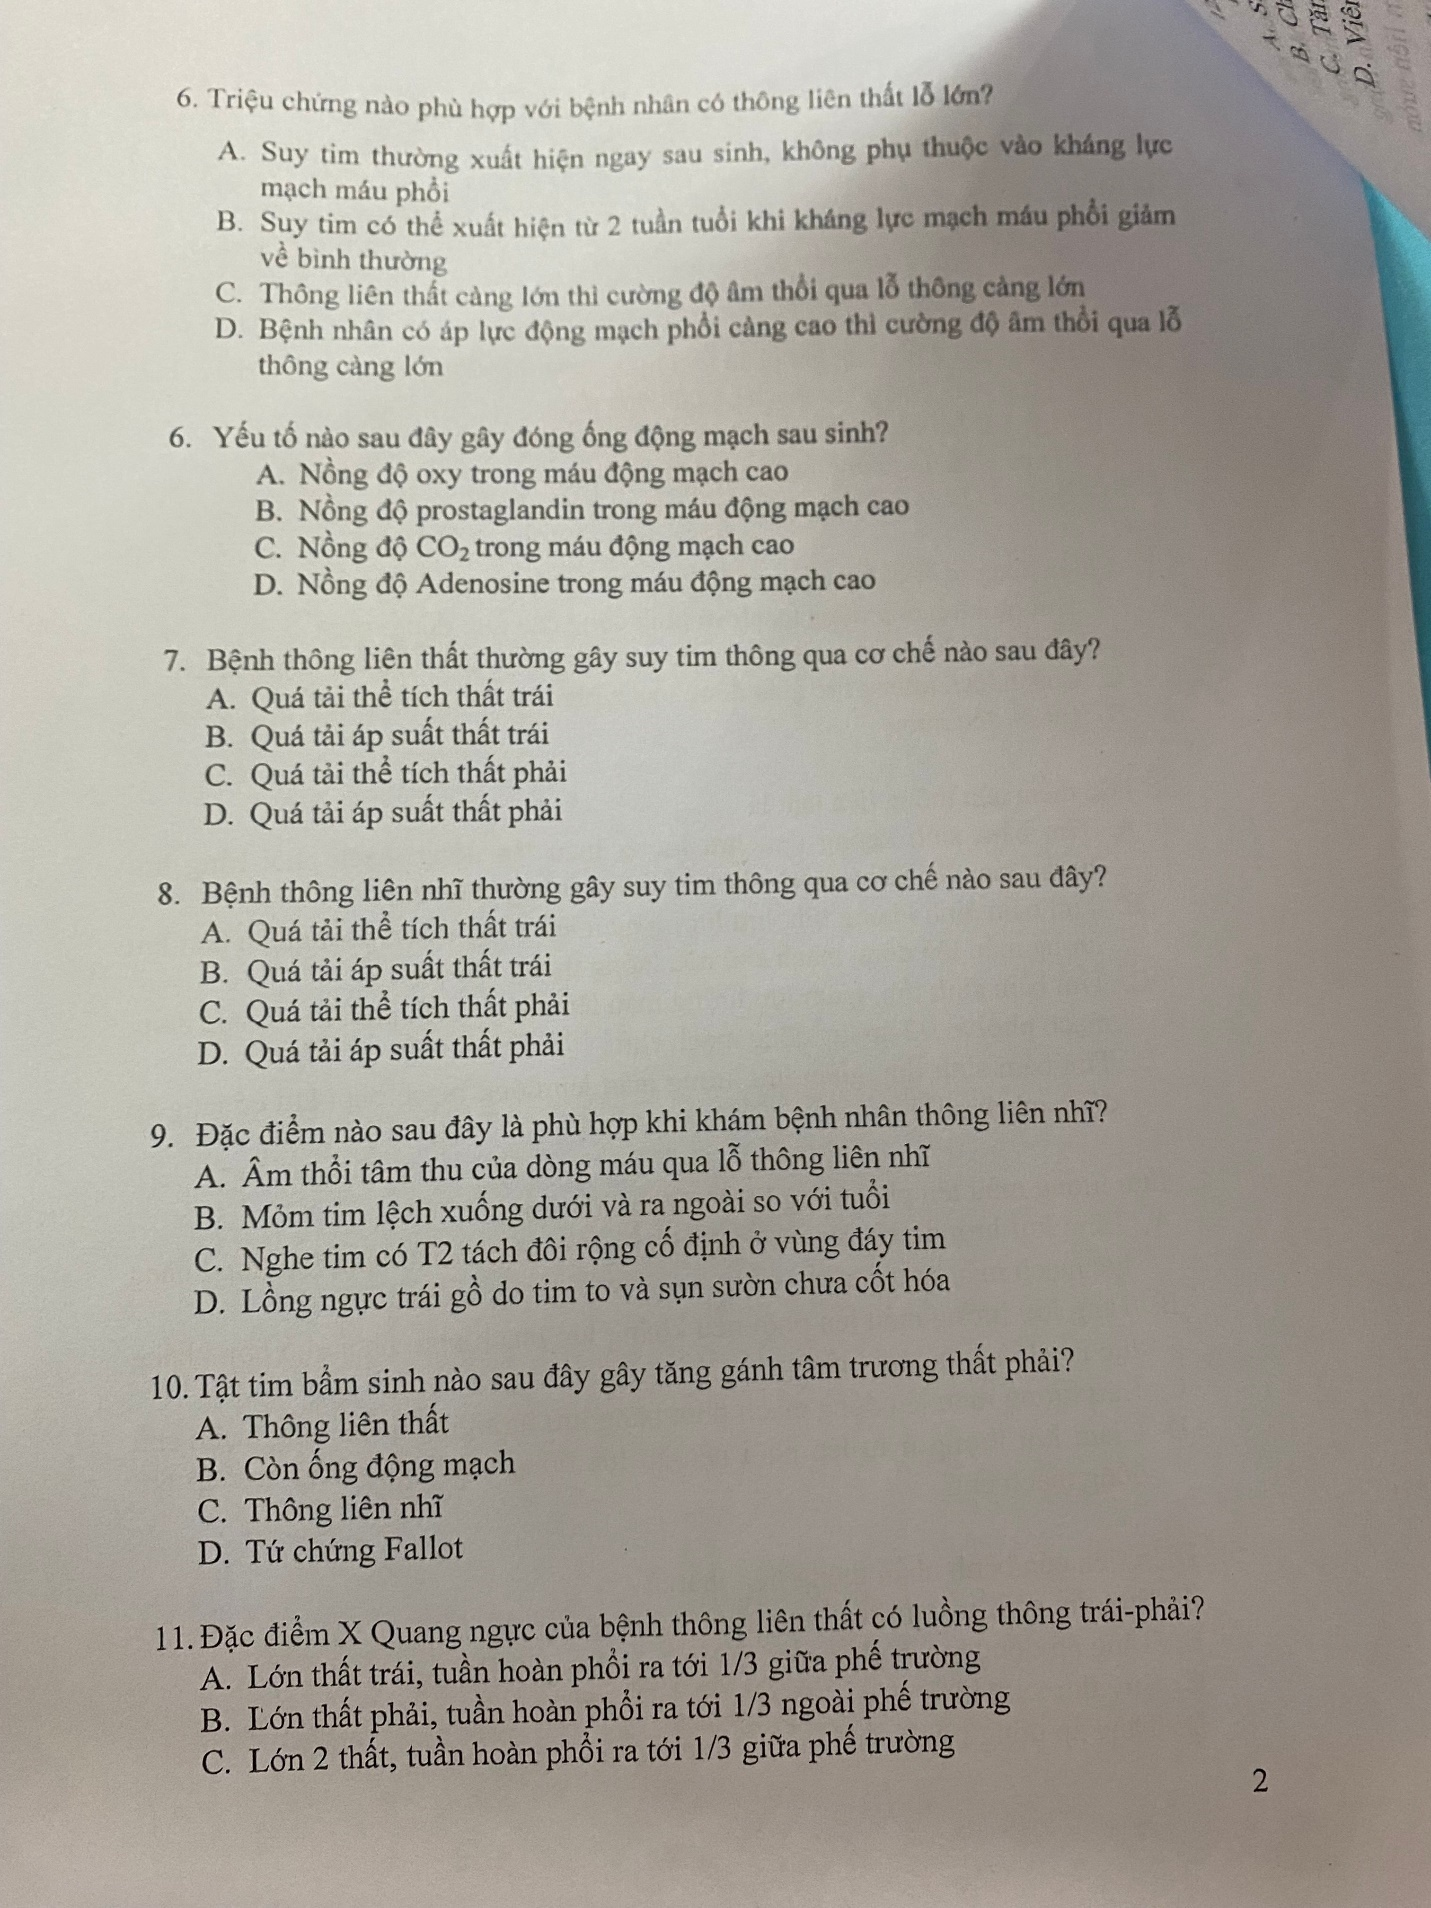 A. S
B. Ch
C. Tăn
D. Viên
6. Triệu chứng nào phù hợp với bệnh nhân có thông liên thất lỗ lớn?
A. Suy tim thường xuất hiện ngay sau sinh, không phụ thuộc vào kháng lực
mạch máu phổi
B. Suy tim có thể xuất hiện từ 2 tuần tuổi khi kháng lực mạch máu phổi giảm
về bình thường
C. Thông liên thất càng lớn thì cường độ âm thổi qua lỗ thông càng lớn
D. Bệnh nhân có áp lực động mạch phổi càng cao thì cường độ âm thổi qua lỗ
thông càng lớn
6. Yếu tố nào sau đây gây đóng ống động mạch sau sinh?
A. Nồng độ oxy trong máu động mạch cao
B. Nồng độ prostaglandin trong máu động mạch cao
C. Nồng độ CO₂ trong máu động mạch cao
D. Nồng độ Adenosine trong máu động mạch cao
7. Bệnh thông liên thất thường gây suy tim thông qua cơ chế nào sau đây?
A. Quá tải thể tích thất trái
B. Quá tải áp suất thất trái
C. Quá tải thể tích thất phải
D. Quá tải áp suất thất phải
8. Bệnh thông liên nhĩ thường gây suy tim thông qua cơ chế nào sau đây?
A. Quá tải thể tích thất trái
B. Quá tải áp suất thất trái
C. Quá tải thể tích thất phải
D. Quá tải áp suất thất phải
9. Đặc điểm nào sau đây là phù hợp khi khám bệnh nhân thông liên nhĩ?
A. Âm thổi tâm thu của dòng máu qua lỗ thông liên nhĩ
B. Mỏm tim lệch xuống dưới và ra ngoài so với tuổi
C. Nghe tim có T2 tách đôi rộng cố định ở vùng đáy tim
D. Lồng ngực trái gồ do tim to và sụn sườn chưa cốt hóa
10. Tật tim bẩm sinh nào sau đây gây tăng gánh tâm trương thất phải?
A. Thông liên thất
B. Còn ống động mạch
C. Thông liên nhĩ
D. Tứ chứng Fallot
11. Đặc điểm X Quang ngực của bệnh thông liên thất có luồng thông trái-phải?
A. Lớn thất trái, tuần hoàn phổi ra tới 1/3 giữa phế trường
B. Lớn thất phải, tuần hoàn phổi ra tới 1/3 ngoài phế trường
C. Lớn 2 thất, tuần hoàn phổi ra tới 1/3 giữa phế trường
2